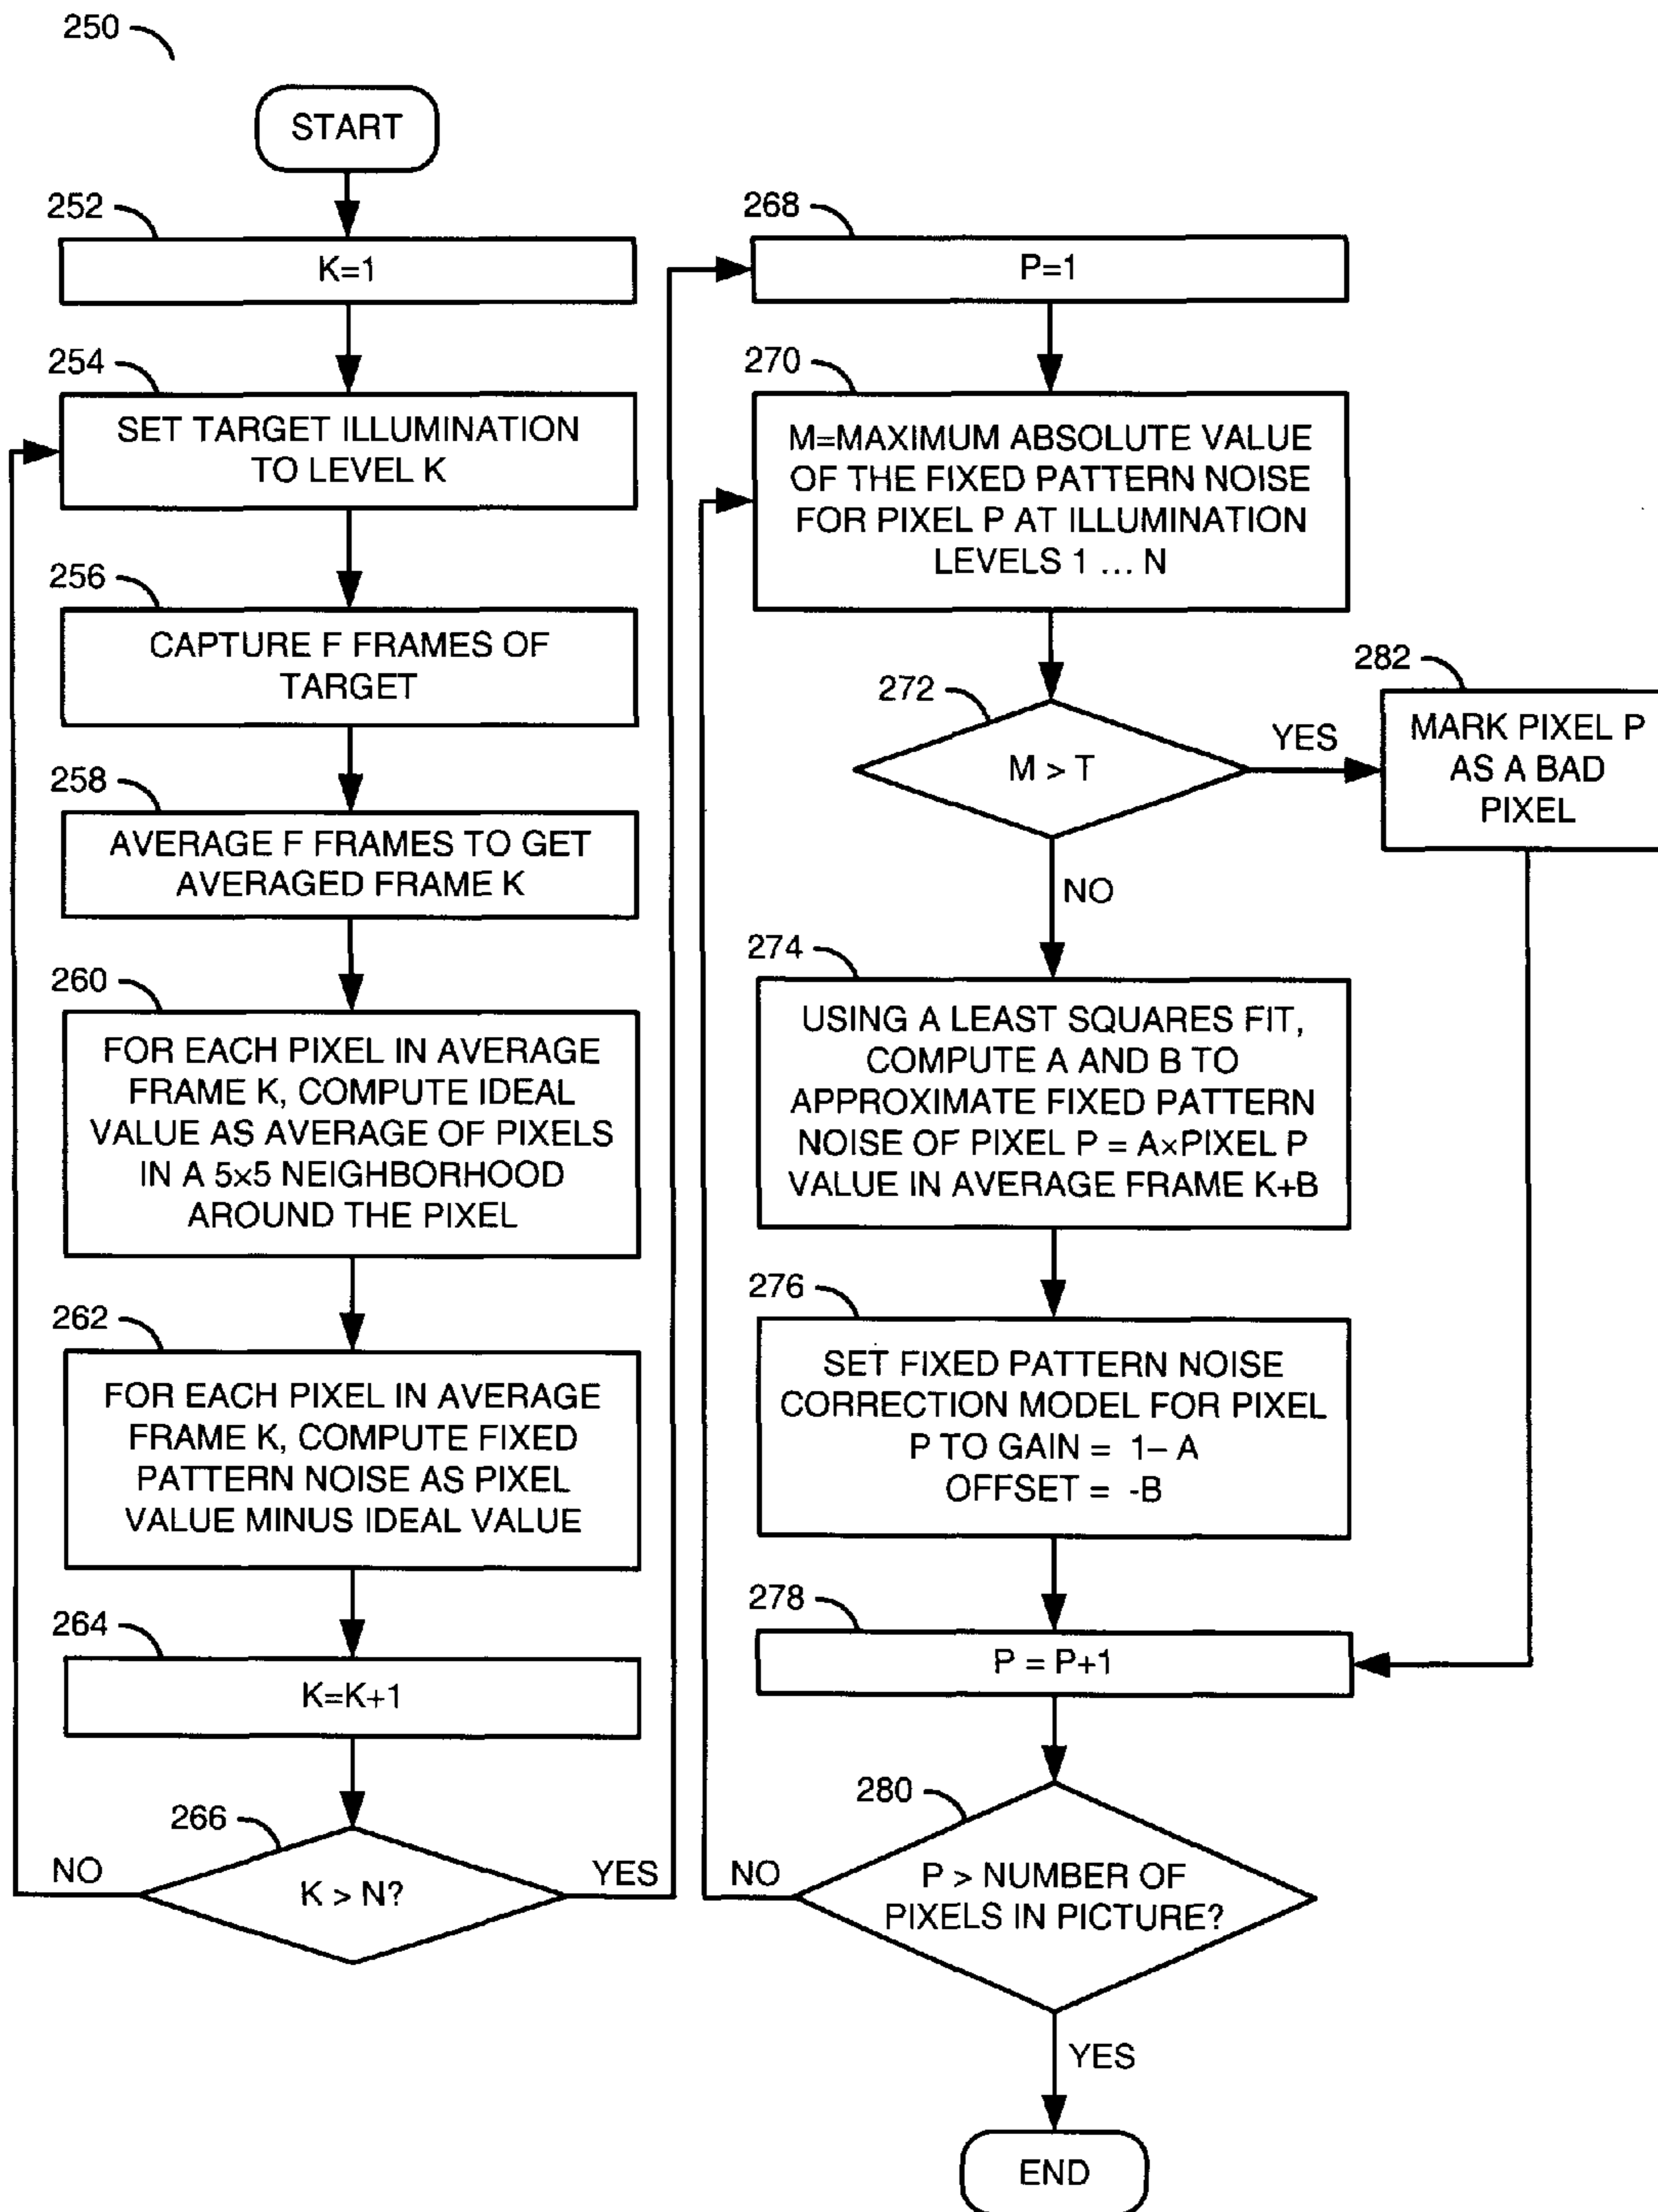 250
START
252
K=1
254
SET TARGET ILLUMINATION
TO LEVEL K
256
CAPTURE F FRAMES OF
TARGET
258
AVERAGE F FRAMES TO GET
AVERAGED FRAME K
260
FOR EACH PIXEL IN AVERAGE
FRAME K, COMPUTE IDEAL
VALUE AS AVERAGE OF PIXELS
IN A 5×5 NEIGHBORHOOD
AROUND THE PIXEL
262
FOR EACH PIXEL IN AVERAGE
FRAME K, COMPUTE FIXED
PATTERN NOISE AS PIXEL
VALUE MINUS IDEAL VALUE
264
K=K+1
266
K > N?
NO
YES
268
P=1
270
M=MAXIMUM ABSOLUTE VALUE
OF THE FIXED PATTERN NOISE
FOR PIXEL P AT ILLUMINATION
LEVELS 1 ... N
272
M > T
YES
282
MARK PIXEL P
AS A BAD
PIXEL
NO
274
USING A LEAST SQUARES FIT,
COMPUTE A AND B TO
APPROXIMATE FIXED PATTERN
NOISE OF PIXEL P = A×PIXEL P
VALUE IN AVERAGE FRAME K+B
276
SET FIXED PATTERN NOISE
CORRECTION MODEL FOR PIXEL
P TO GAIN = 1– A
OFFSET = -B
278
P = P+1
280
P > NUMBER OF
PIXELS IN PICTURE?
NO
YES
END